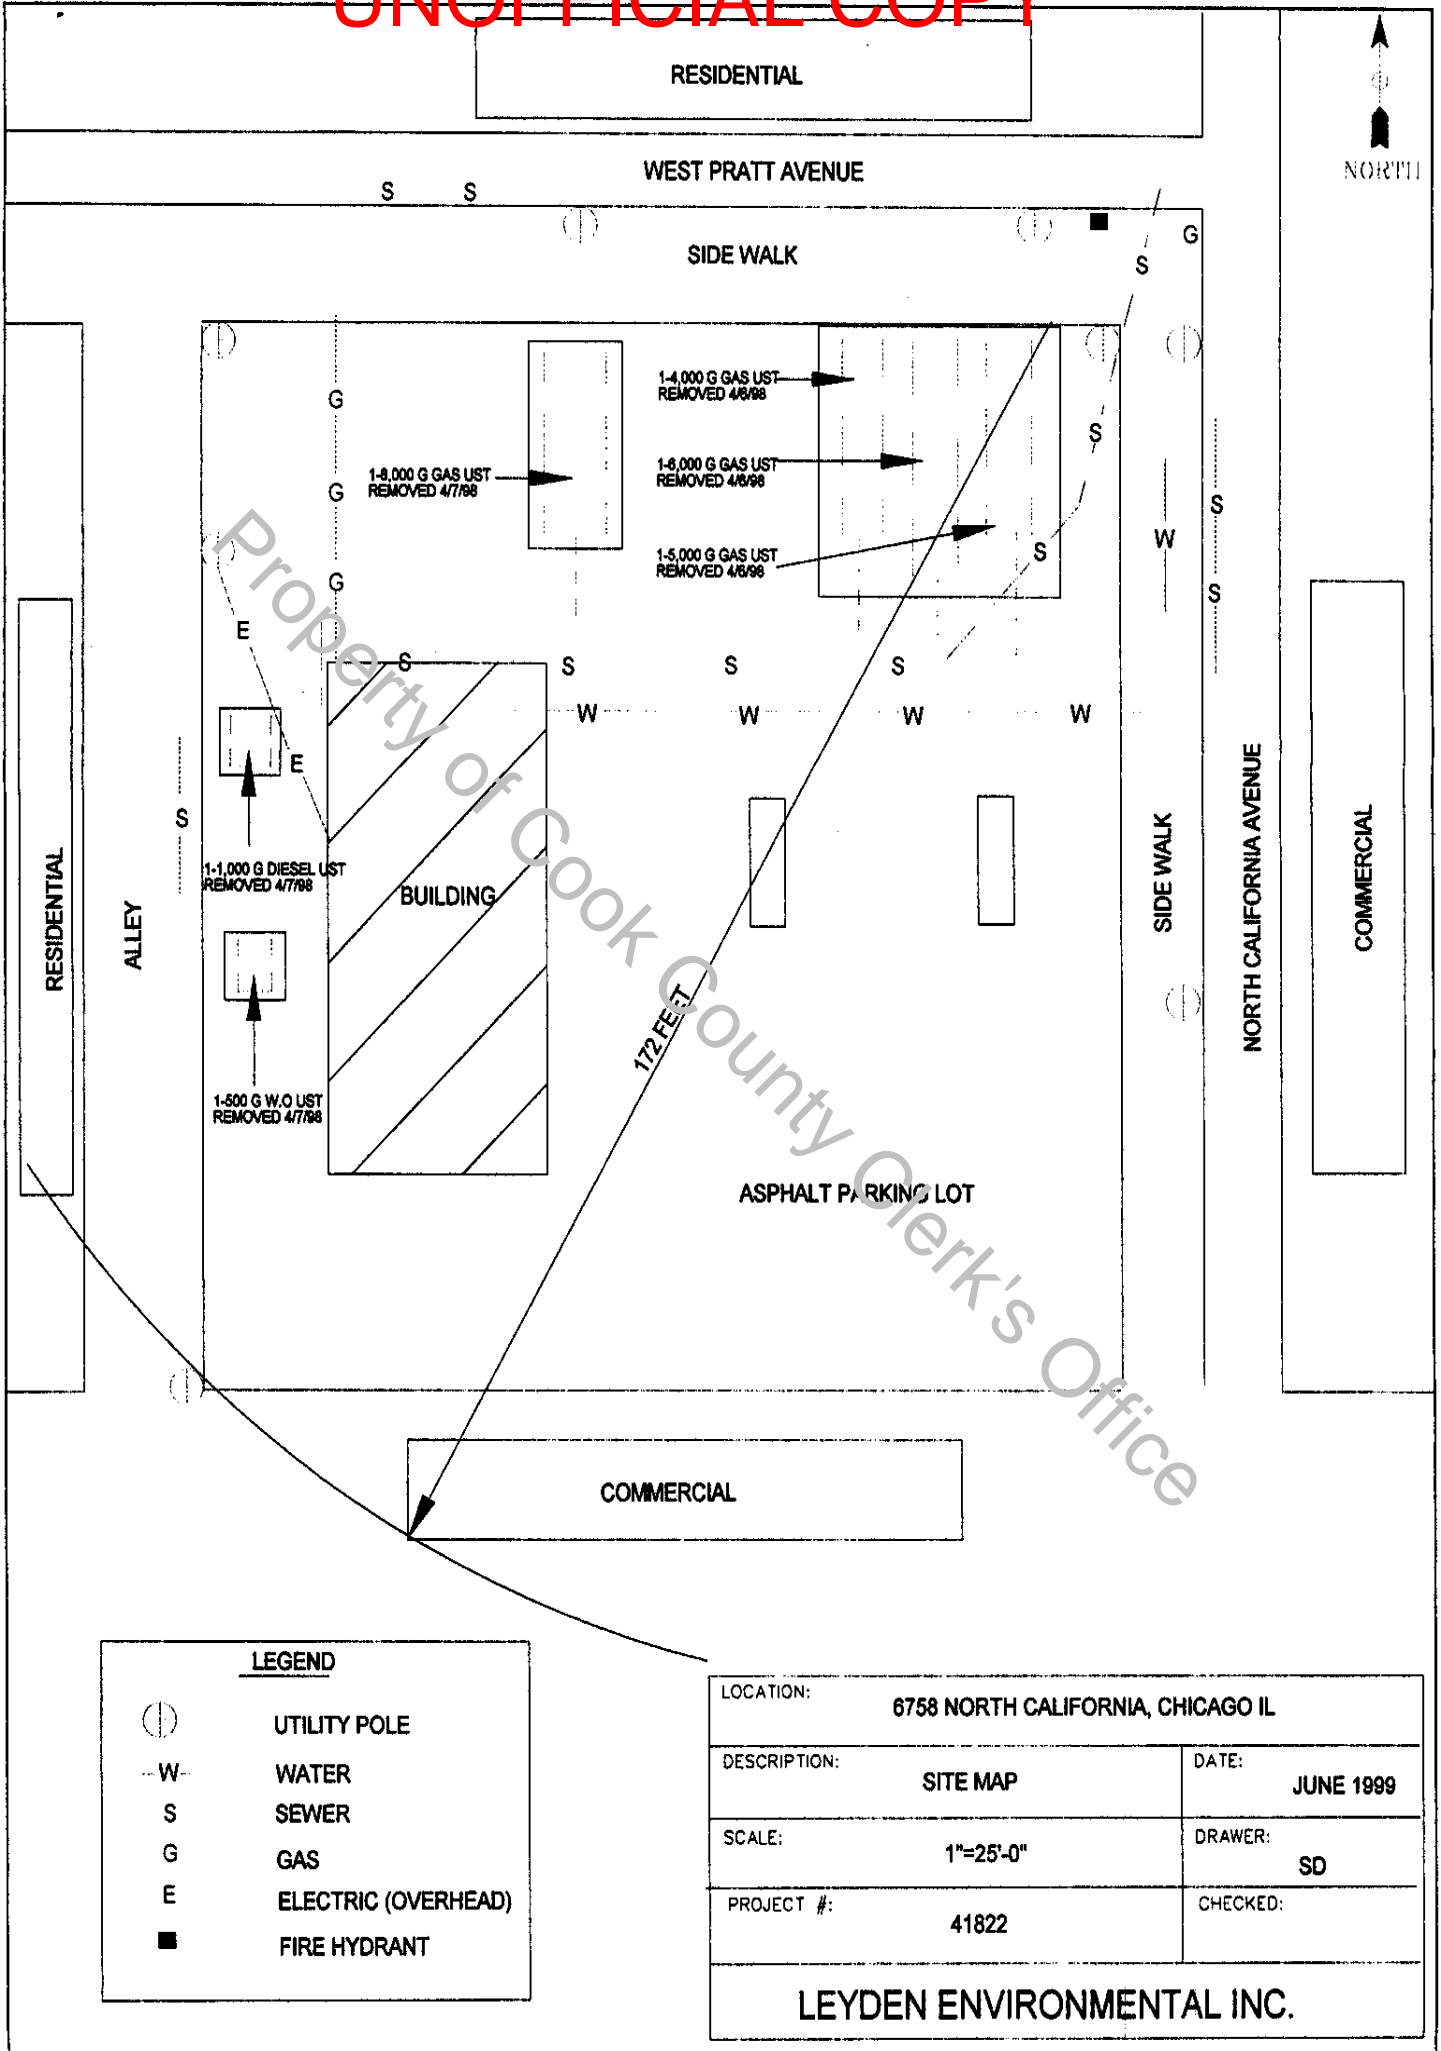 UNOFFICIAL COPY
RESIDENTIAL
NORTH
WEST PRATT AVENUE
S S
SIDE WALK
G
S
G
1-4,000 G GAS UST
REMOVED 4/6/98
S
1-8,000 G GAS UST
REMOVED 4/7/98
1-6,000 G GAS UST
REMOVED 4/6/98
G
S
W
1-5,000 G GAS UST
REMOVED 4/6/98
S
G
S
E
S S S S
W W W W
E
S
1-1,000 G DIESEL UST
REMOVED 4/7/98
BUILDING
RESIDENTIAL
ALLEY
SIDE WALK
NORTH CALIFORNIA AVENUE
COMMERCIAL
172 FEET
1-500 G W.O UST
REMOVED 4/7/98
ASPHALT PARKING LOT
Property of Cook County Clerk's Office
COMMERCIAL
LEGEND
UTILITY POLE
W WATER
S SEWER
G GAS
E ELECTRIC (OVERHEAD)
FIRE HYDRANT
LOCATION: 6758 NORTH CALIFORNIA, CHICAGO IL
DESCRIPTION: SITE MAP
DATE: JUNE 1999
SCALE: 1"=25'-0"
DRAWER: SD
PROJECT #: 41822
CHECKED:
LEYDEN ENVIRONMENTAL INC.